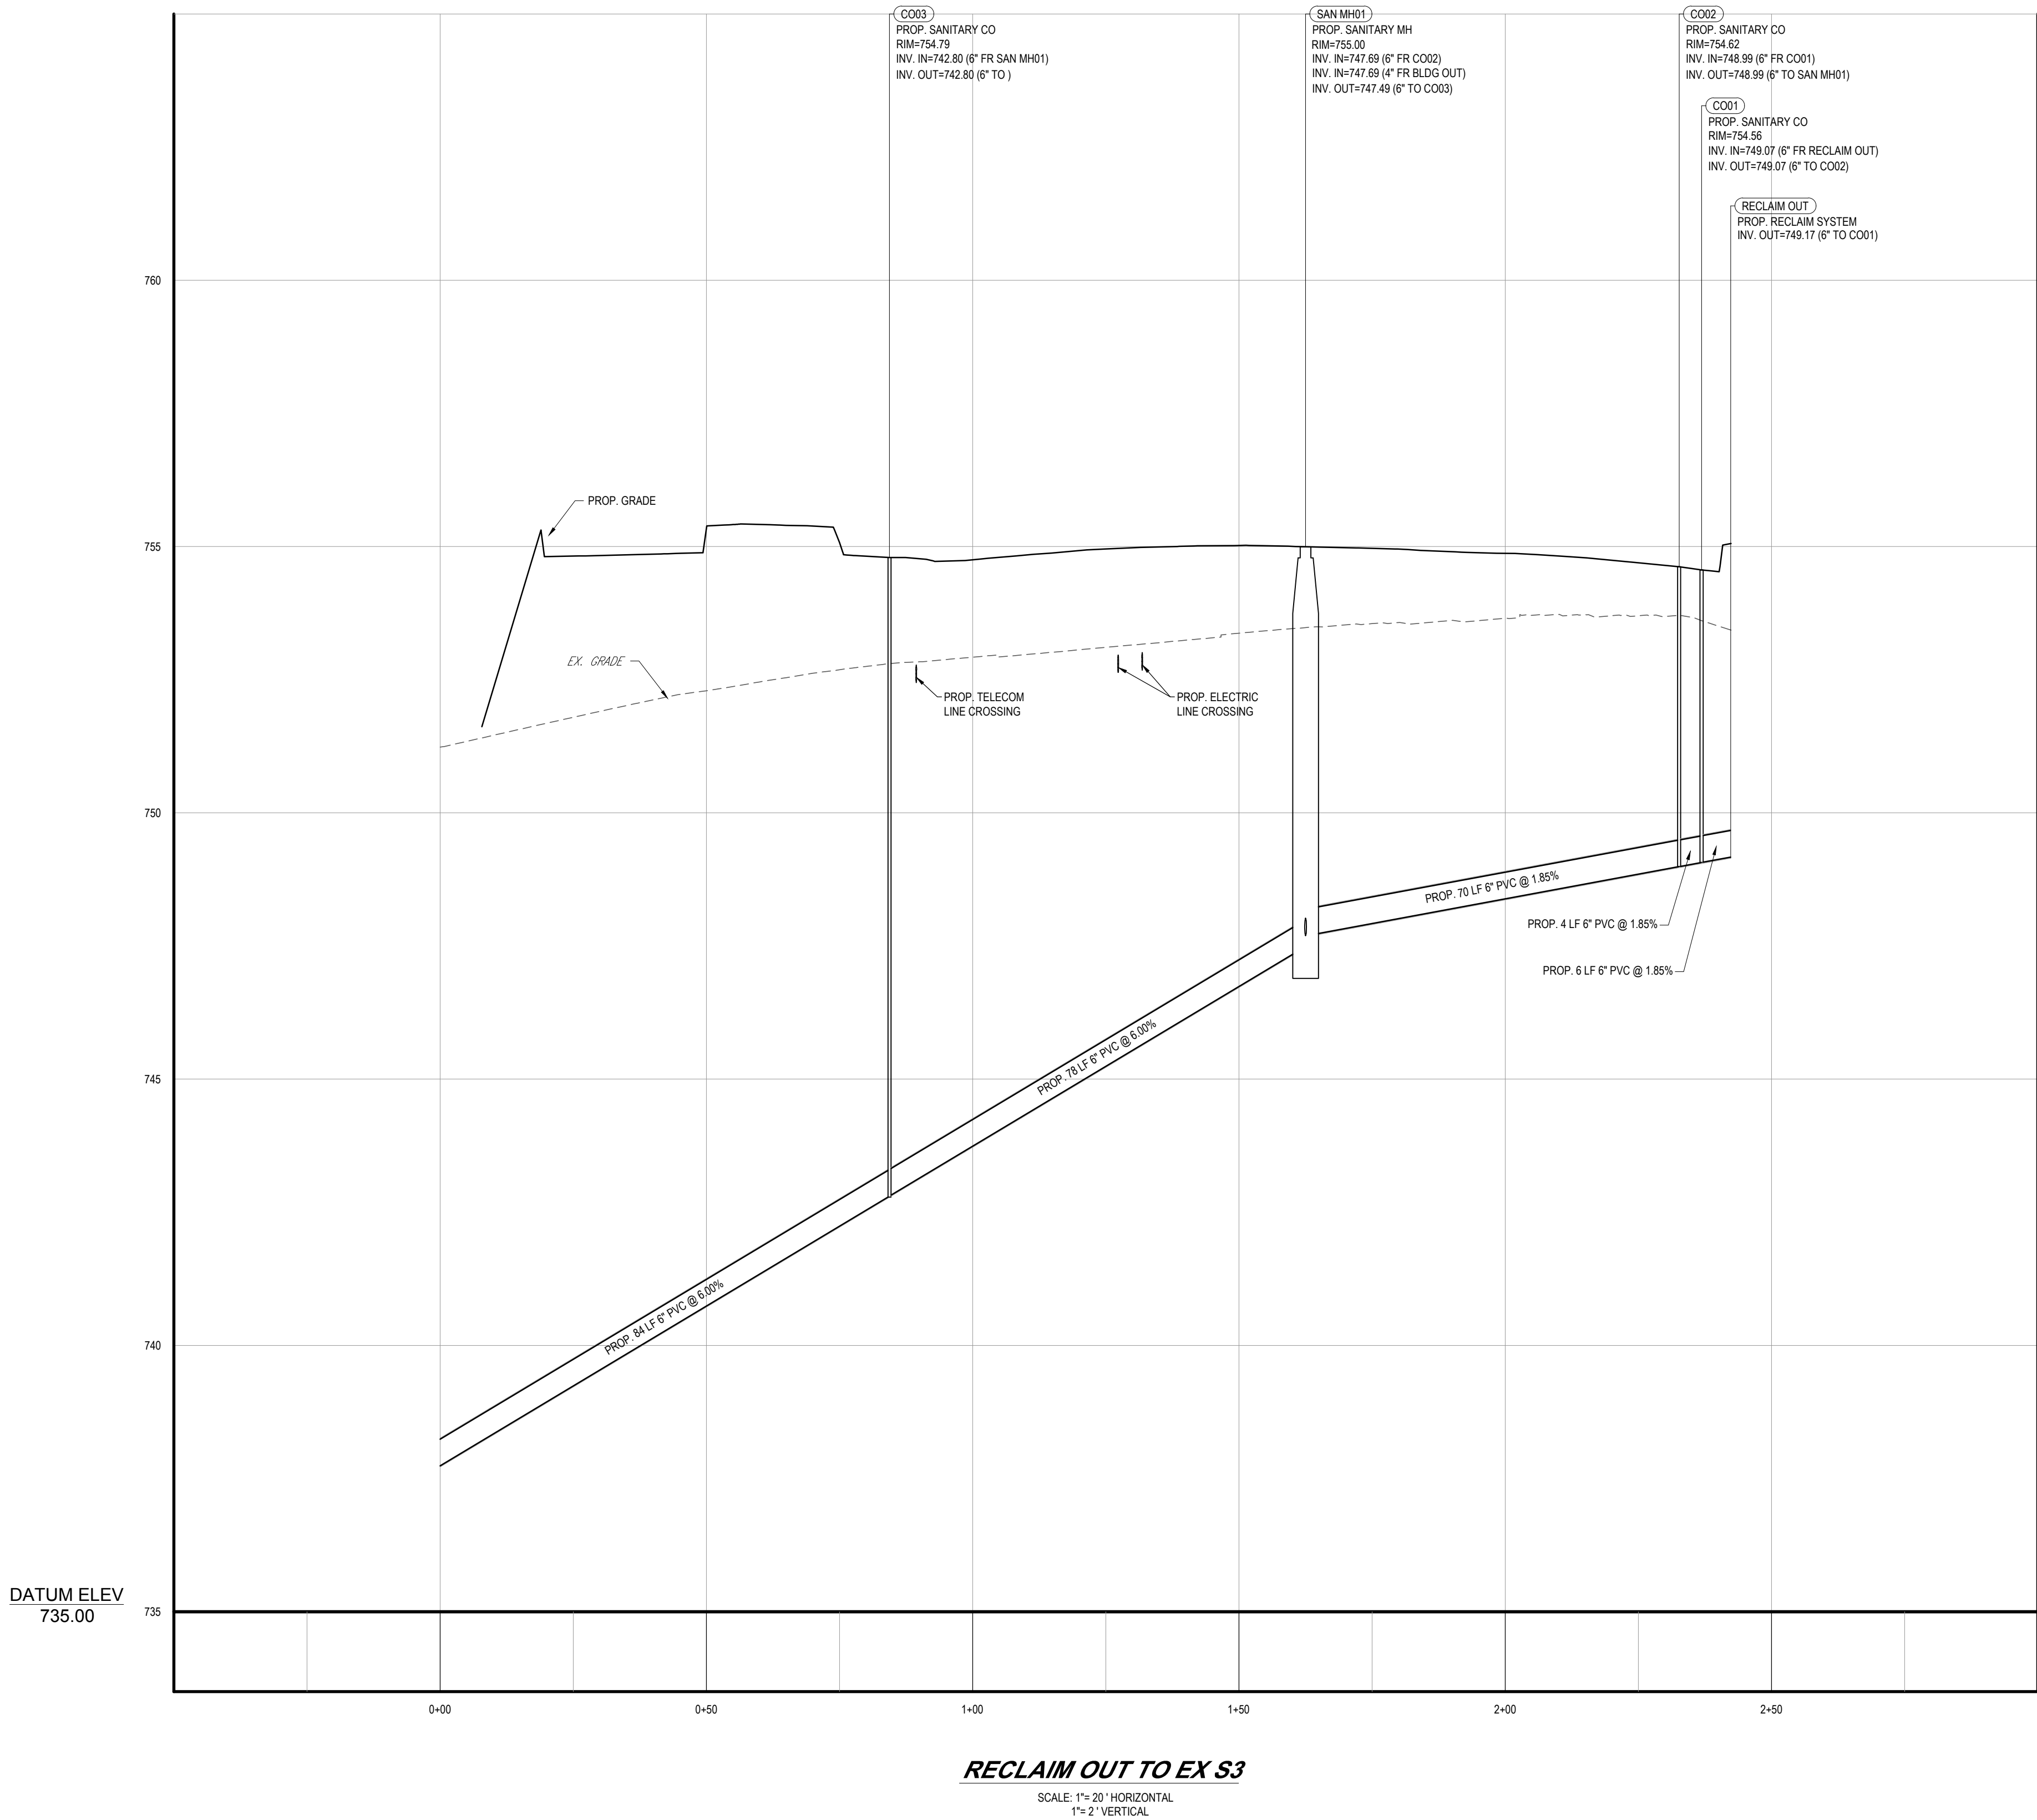 CO03
PROP. SANITARY CO
RIM=754.79
INV. IN=742.80 (6" FR SAN MH01)
INV. OUT=742.80 (6" TO )
SAN MH01
PROP. SANITARY MH
RIM=755.00
INV. IN=747.69 (6" FR CO02)
INV. IN=747.69 (4" FR BLDG OUT)
INV. OUT=747.49 (6" TO CO03)
CO02
PROP. SANITARY CO
RIM=754.62
INV. IN=748.99 (6" FR CO01)
INV. OUT=748.99 (6" TO SAN MH01)
CO01
PROP. SANITARY CO
RIM=754.56
INV. IN=749.07 (6" FR RECLAIM OUT)
INV. OUT=749.07 (6" TO CO02)
RECLAIM OUT
PROP. RECLAIM SYSTEM
INV. OUT=749.17 (6" TO CO01)
760
PROP. GRADE
755
EX. GRADE
PROP. TELECOM
LINE CROSSING
PROP. ELECTRIC
LINE CROSSING
750
PROP. 70 LF 6" PVC @ 1.85%
PROP. 4 LF 6" PVC @ 1.85%
PROP. 6 LF 6" PVC @ 1.85%
745
PROP. 78 LF 6" PVC @ 6.00%
PROP. 84 LF 6" PVC @ 6.00%
740
DATUM ELEV
735.00
735
0+00
0+50
1+00
1+50
2+00
2+50
RECLAIM OUT TO EX S3
SCALE: 1"= 20 ' HORIZONTAL
1"= 2 ' VERTICAL